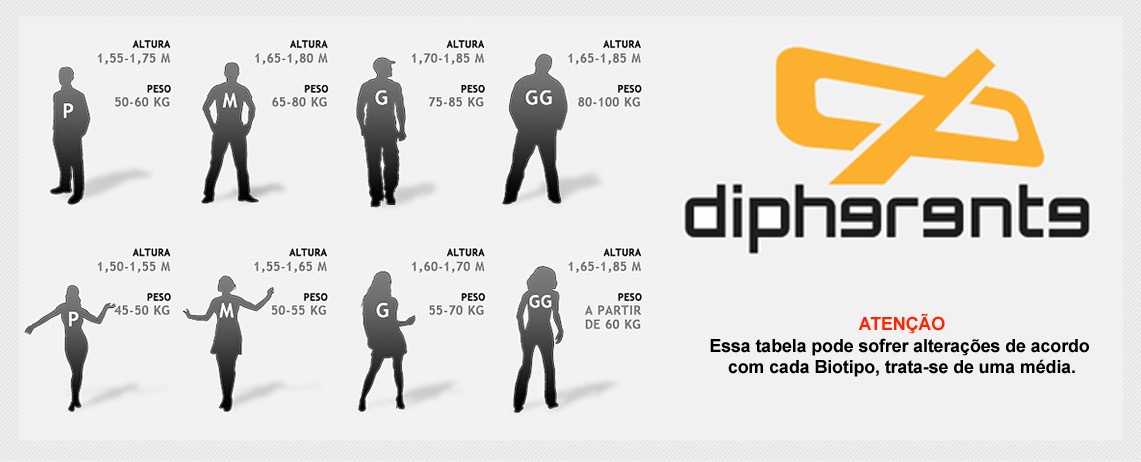 ALTURA
1,55-1,75 M
PESO
50-60 KG
P
ALTURA
1,65-1,80 M
PESO
65-80 KG
M
ALTURA
1,70-1,85 M
PESO
75-85 KG
G
ALTURA
1,65-1,85 M
PESO
80-100 KG
GG
ALTURA
1,50-1,55 M
PESO
45-50 KG
P
ALTURA
1,55-1,65 M
PESO
50-55 KG
M
ALTURA
1,60-1,70 M
PESO
55-70 KG
G
ALTURA
1,65-1,85 M
PESO
A PARTIR
DE 60 KG
GG
dipherente
ATENÇÃO
Essa tabela pode sofrer alterações de acordo
com cada Biotipo, trata-se de uma média.